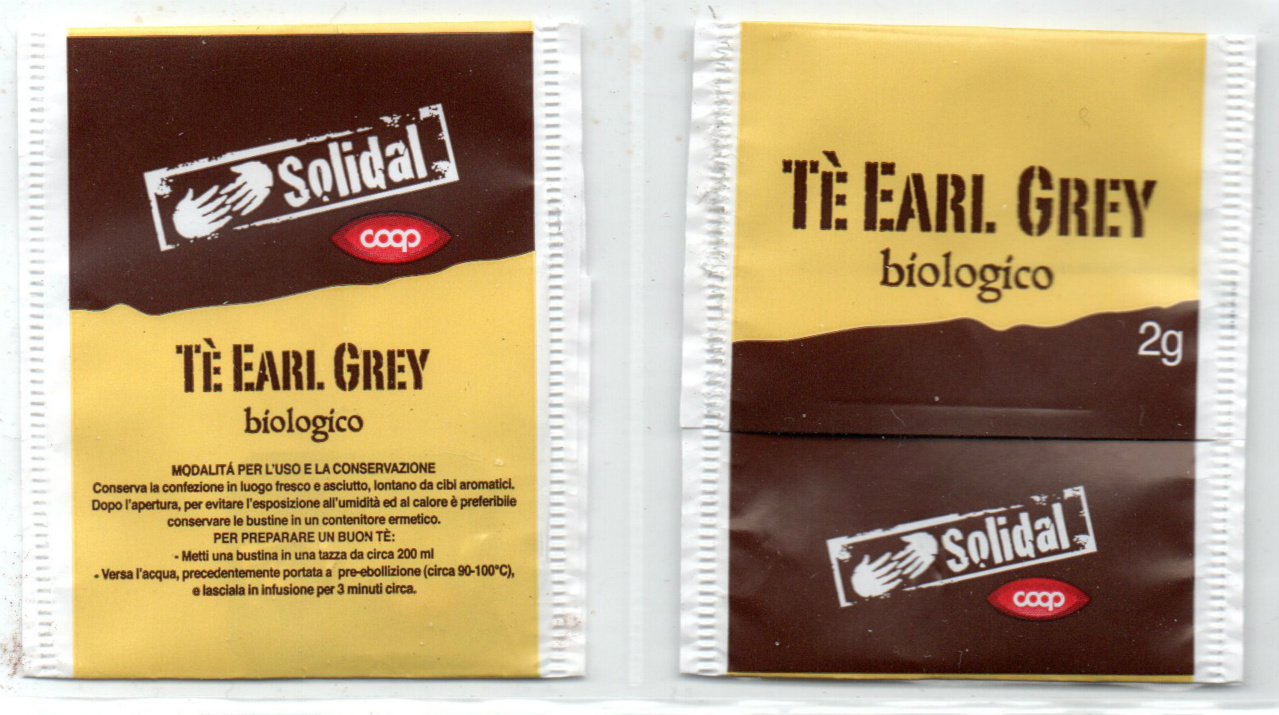 Solidal
coop
TÈ EARL GREY
biologico
MODALITÁ PER L'USO E LA CONSERVAZIONE
Conserva la confezione in luogo fresco e asciutto, lontano da cibi aromatici.
Dopo l'apertura, per evitare l'esposizione all'umidità ed al calore è preferibile
conservare le bustine in un contenitore ermetico.
PER PREPARARE UN BUON TÈ:
- Metti una bustina in una tazza da circa 200 ml
- Versa l'acqua, precedentemente portata a pre-ebollizione (circa 90-100°C),
e lasciala in infusione per 3 minuti circa.
TÈ EARL GREY
biologico
2g
Solidal
coop